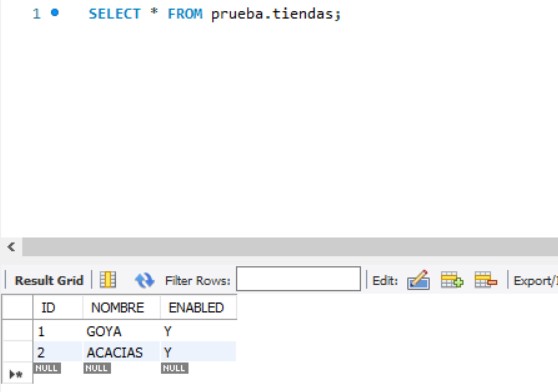 1 SELECT * FROM prueba.tiendas;
Result Grid Filter Rows: Edit: Export/
ID NOMBRE ENABLED
1 GOYA Y
2 ACACIAS Y
NULL NULL NULL